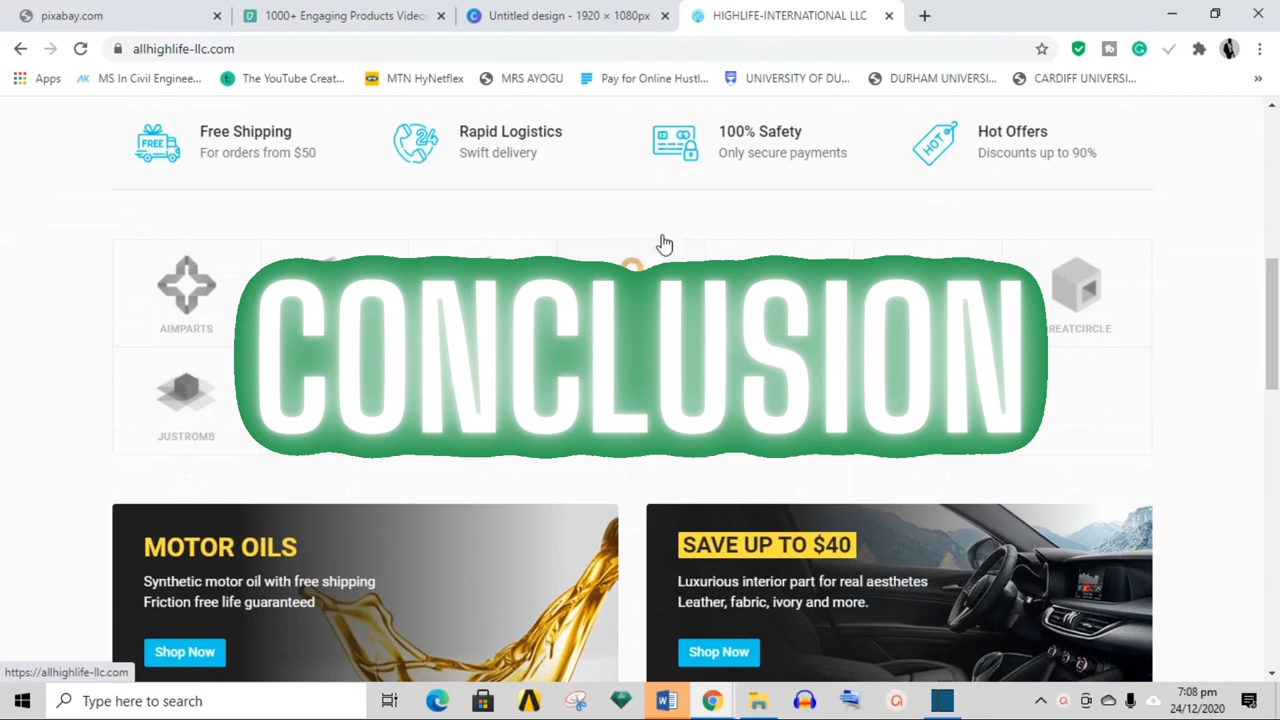 pixabay.com
1000+ Engaging Products Videos
Untitled design - 1920 × 1080px
HIGHLIFE-INTERNATIONAL LLC
allhighlife-llc.com
Apps
MS In Civil Enginee...
The YouTube Creat...
MTN HyNetflex
MRS AYOGU
Pay for Online Hustl...
UNIVERSITY OF DU...
DURHAM UNIVERSI...
CARDIFF UNIVERSI...
Free Shipping
For orders from $50
Rapid Logistics
Swift delivery
100% Safety
Only secure payments
Hot Offers
Discounts up to 90%
FREE
24
HOT
AIMPARTS
REATCIRCLE
CONCLUSION
JUSTROMB
MOTOR OILS
Synthetic motor oil with free shipping
Friction free life guaranteed
Shop Now
SAVE UP TO $40
Luxurious interior part for real aesthetes
Leather, fabric, ivory and more.
Shop Now
https://allhighlife-llc.com
Type here to search
7:08 pm
24/12/2020